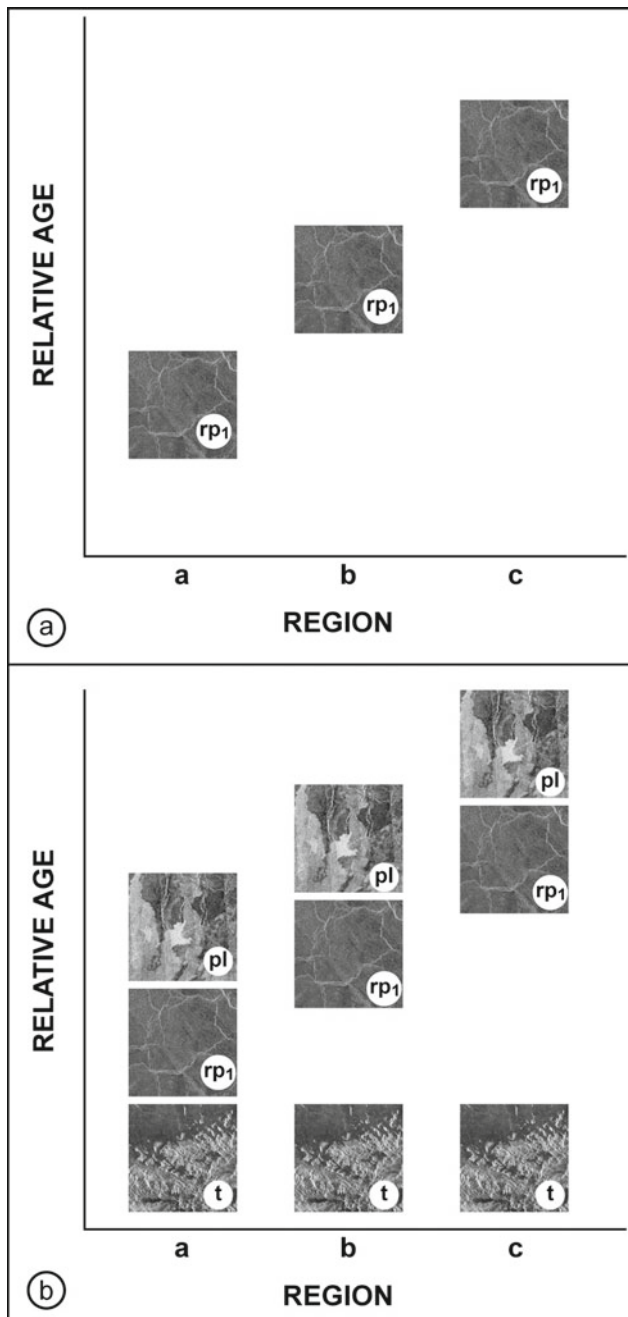 RELATIVE AGE
rp1
rp1
rp1
a b c
REGION
a
RELATIVE AGE
pl
pl
pl
rp1
rp1
rp1
t t t
a b c
REGION
b